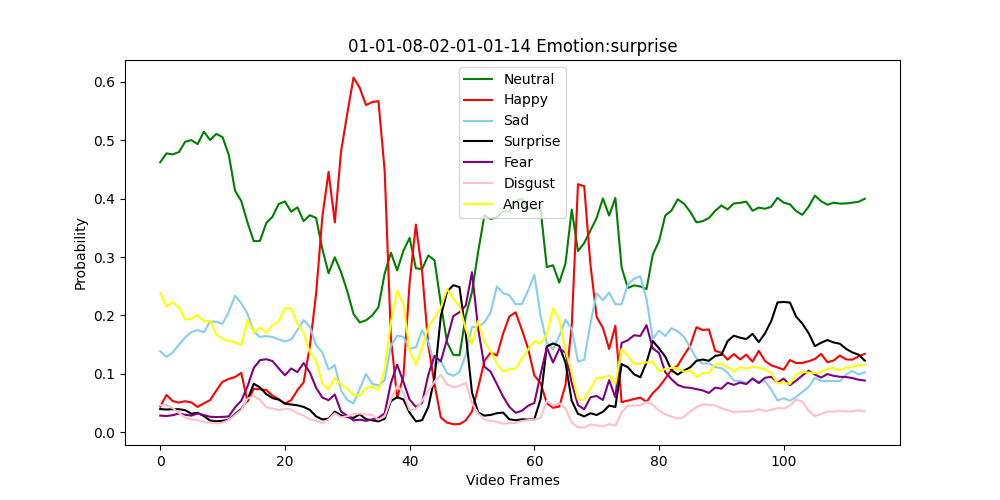 01-01-08-02-01-01-14 Emotion:surprise
Neutral
Happy
Sad
Surprise
Fear
Disgust
Anger
Probability
0.6
0.5
0.4
0.3
0.2
0.1
0.0
0 20 40 60 80 100
Video Frames